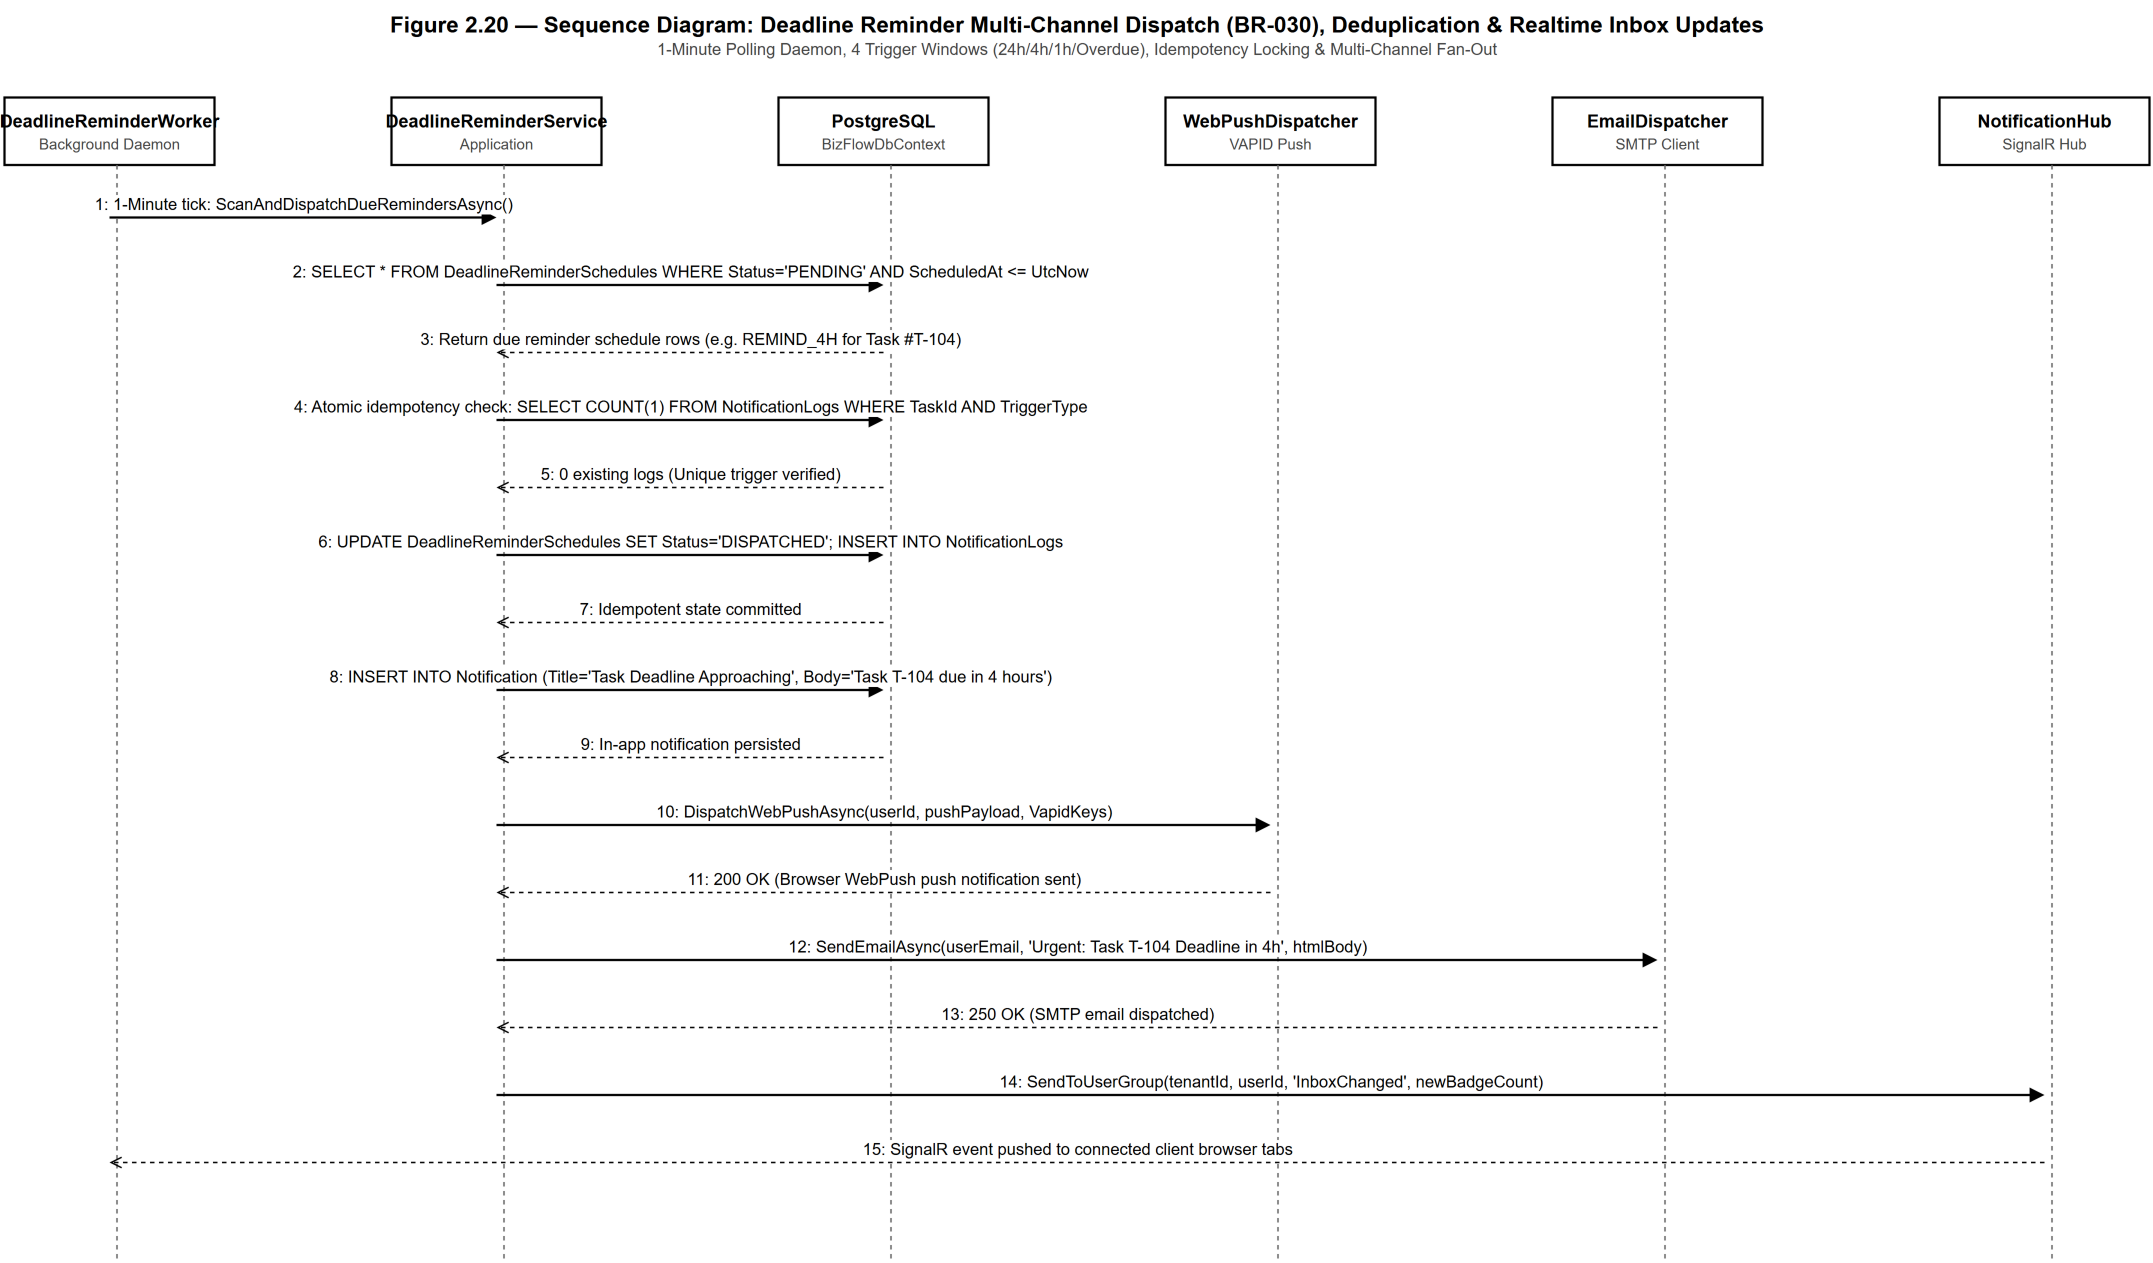 Figure 2.20 — Sequence Diagram: Deadline Reminder Multi-Channel Dispatch (BR-030), Deduplication & Realtime Inbox Updates
1-Minute Polling Daemon, 4 Trigger Windows (24h/4h/1h/Overdue), Idempotency Locking & Multi-Channel Fan-Out
DeadlineReminderWorker
Background Daemon
DeadlineReminderService
Application
PostgreSQL
BizFlowDbContext
WebPushDispatcher
VAPID Push
EmailDispatcher
SMTP Client
NotificationHub
SignalR Hub
1: 1-Minute tick: ScanAndDispatchDueRemindersAsync()
2: SELECT * FROM DeadlineReminderSchedules WHERE Status='PENDING' AND ScheduledAt <= UtcNow
3: Return due reminder schedule rows (e.g. REMIND_4H for Task #T-104)
4: Atomic idempotency check: SELECT COUNT(1) FROM NotificationLogs WHERE TaskId AND TriggerType
5: 0 existing logs (Unique trigger verified)
6: UPDATE DeadlineReminderSchedules SET Status='DISPATCHED'; INSERT INTO NotificationLogs
7: Idempotent state committed
8: INSERT INTO Notification (Title='Task Deadline Approaching', Body='Task T-104 due in 4 hours')
9: In-app notification persisted
10: DispatchWebPushAsync(userId, pushPayload, VapidKeys)
11: 200 OK (Browser WebPush push notification sent)
12: SendEmailAsync(userEmail, 'Urgent: Task T-104 Deadline in 4h', htmlBody)
13: 250 OK (SMTP email dispatched)
14: SendToUserGroup(tenantId, userId, 'InboxChanged', newBadgeCount)
15: SignalR event pushed to connected client browser tabs